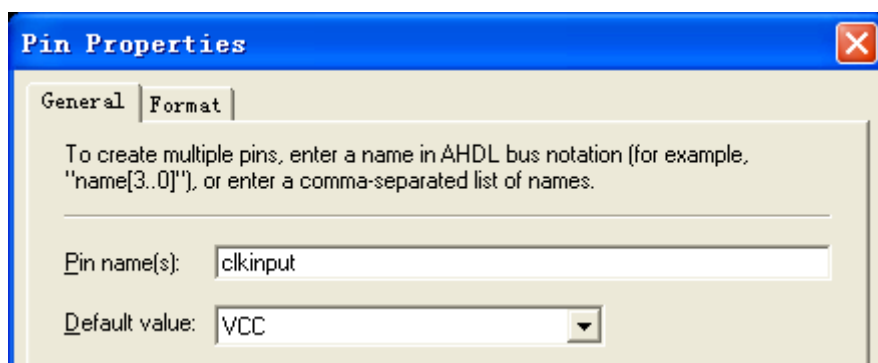 Pin Properties
General Format
To create multiple pins, enter a name in AHDL bus notation (for example,
"name[3..0]"), or enter a comma-separated list of names.
Pin name(s): clkinput
Default value: VCC